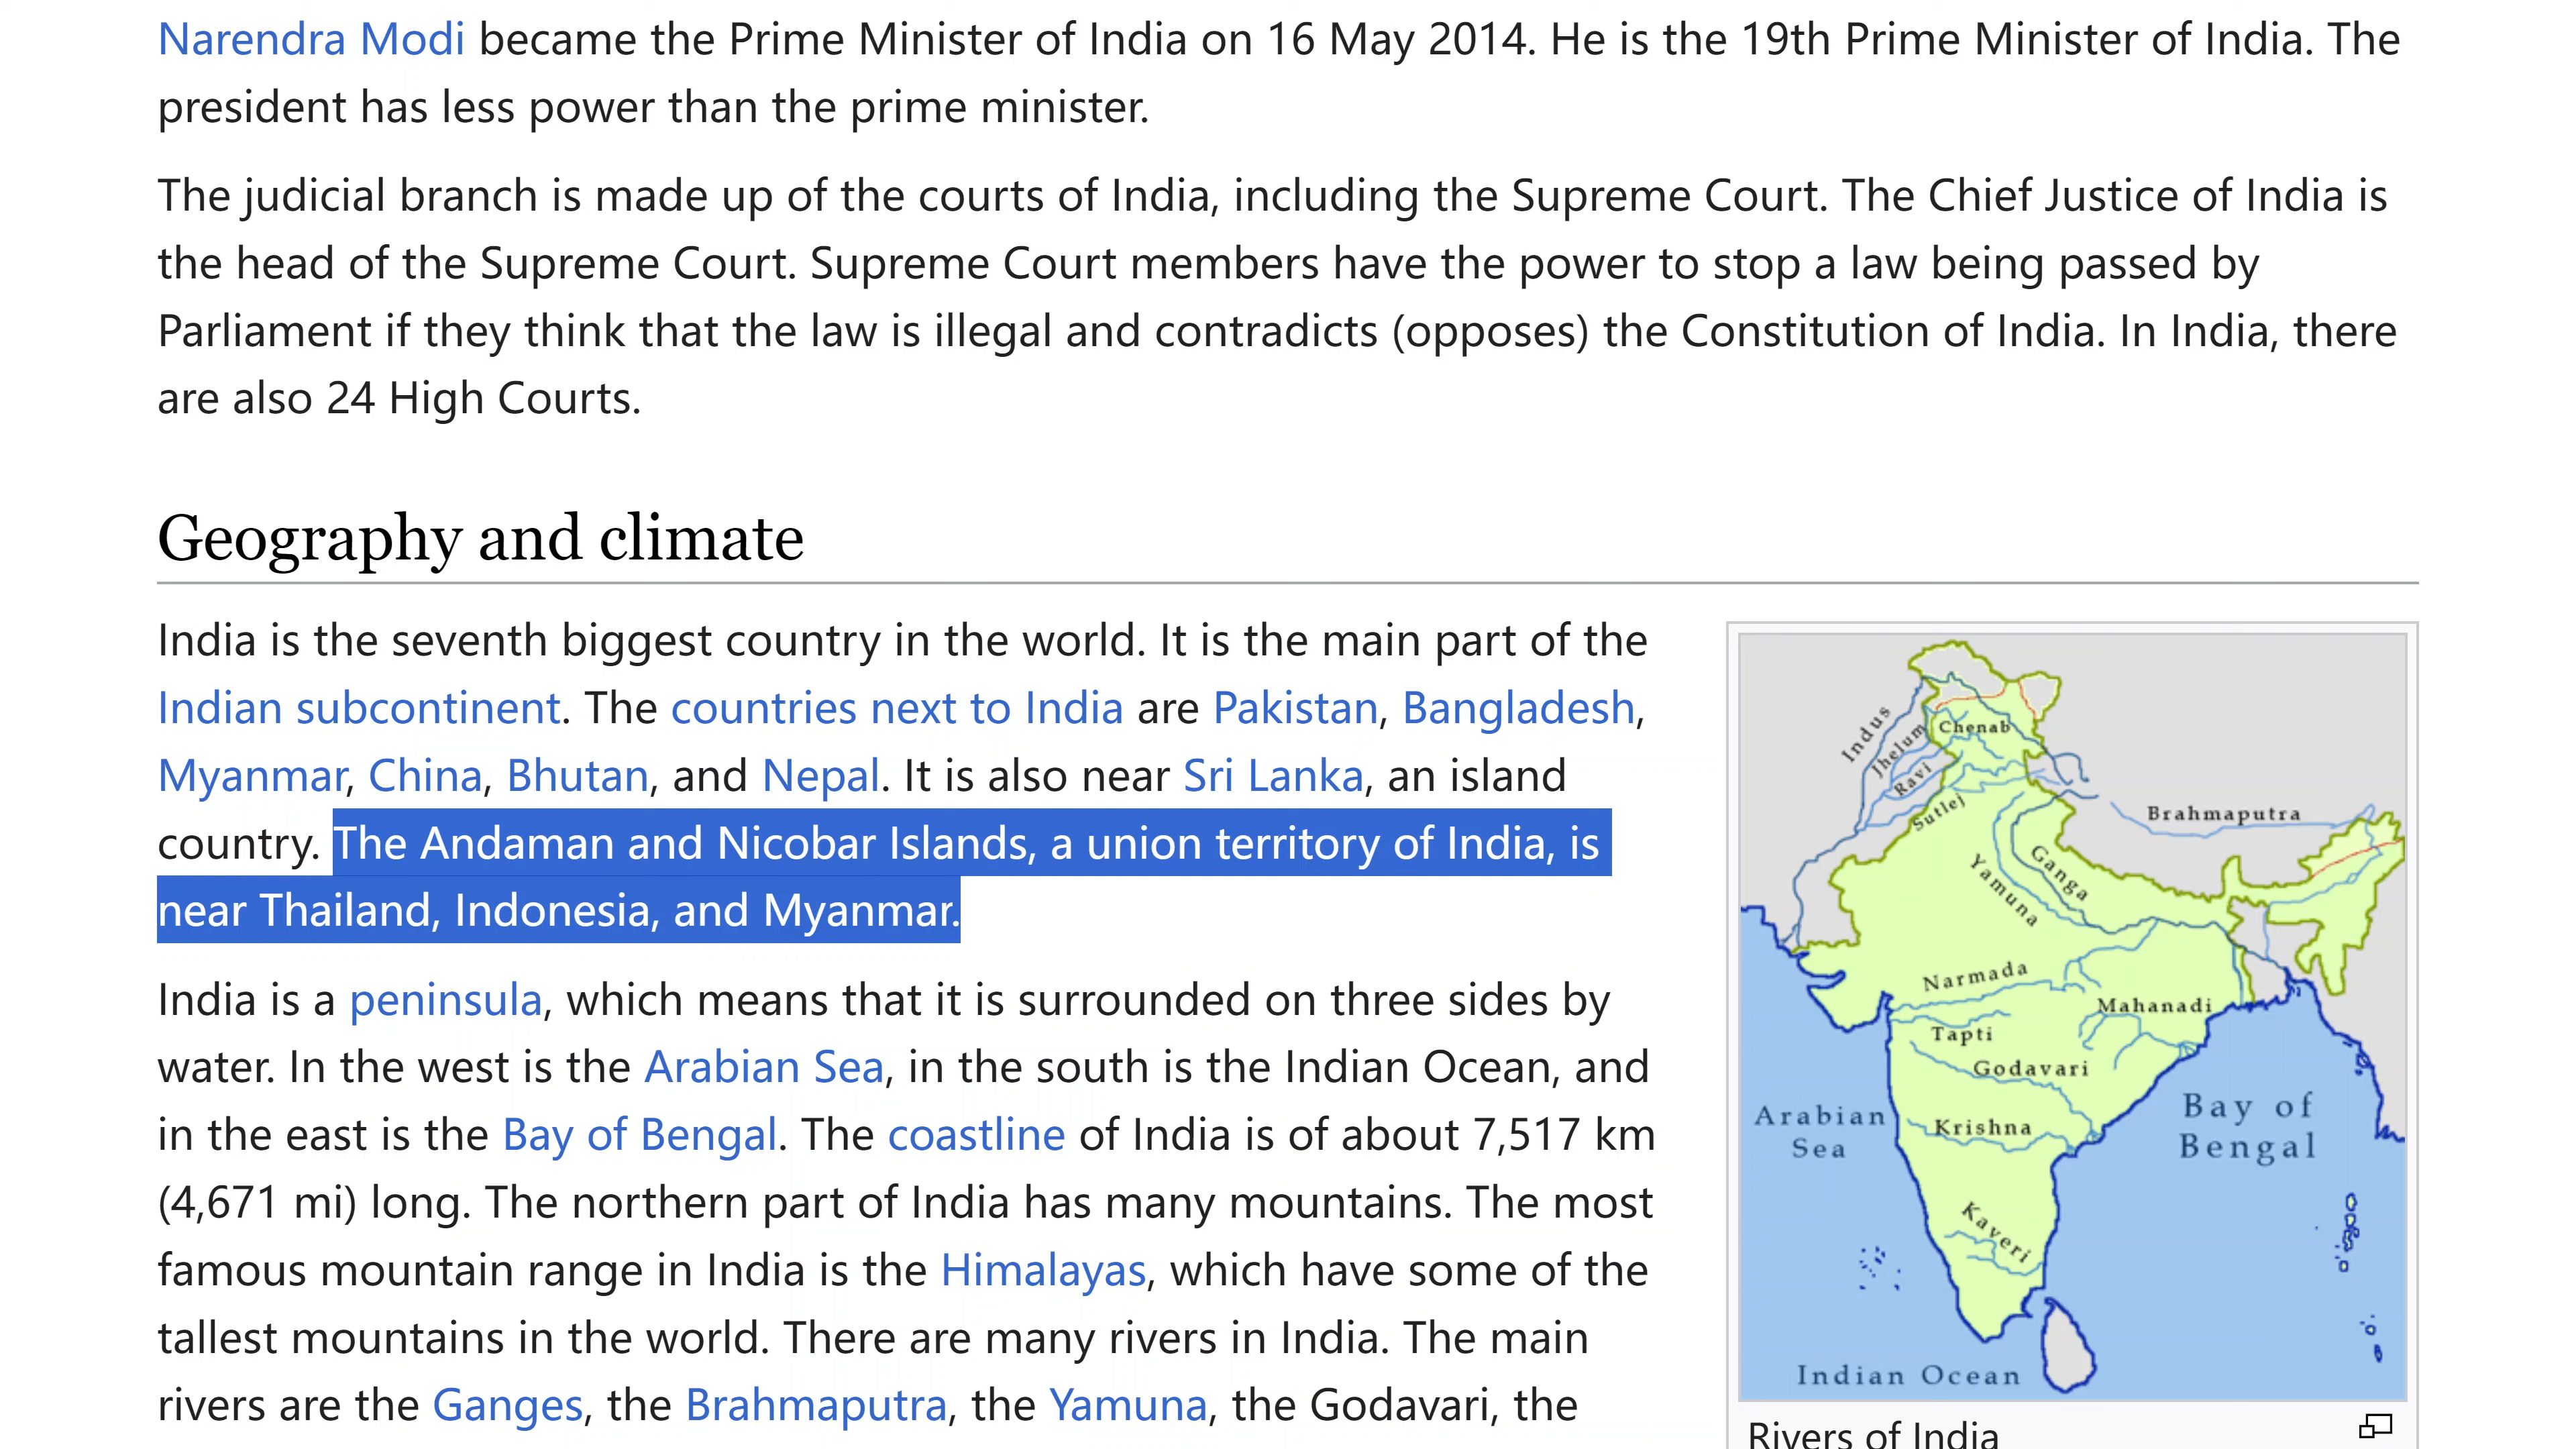 Narendra Modi became the Prime Minister of India on 16 May 2014. He is the 19th Prime Minister of India. The
president has less power than the prime minister.
The judicial branch is made up of the courts of India, including the Supreme Court. The Chief Justice of India is
the head of the Supreme Court. Supreme Court members have the power to stop a law being passed by
Parliament if they think that the law is illegal and contradicts (opposes) the Constitution of India. In India, there
are also 24 High Courts.
Geography and climate
India is the seventh biggest country in the world. It is the main part of the
Indian subcontinent. The countries next to India are Pakistan, Bangladesh,
Myanmar, China, Bhutan, and Nepal. It is also near Sri Lanka, an island
country. The Andaman and Nicobar Islands, a union territory of India, is
near Thailand, Indonesia, and Myanmar.
India is a peninsula, which means that it is surrounded on three sides by
water. In the west is the Arabian Sea, in the south is the Indian Ocean, and
in the east is the Bay of Bengal. The coastline of India is of about 7,517 km
(4,671 mi) long. The northern part of India has many mountains. The most
famous mountain range in India is the Himalayas, which have some of the
tallest mountains in the world. There are many rivers in India. The main
rivers are the Ganges, the Brahmaputra, the Yamuna, the Godavari, the
Indus
Jhelum
Chenab
Ravi
Sutlej
Brahmaputra
Ganga
Yamuna
Narmada
Mahanadi
Tapti
Godavari
Arabian
Sea
Krishna
Bay of
Bengal
Kaveri
Indian Ocean
Rivers of India